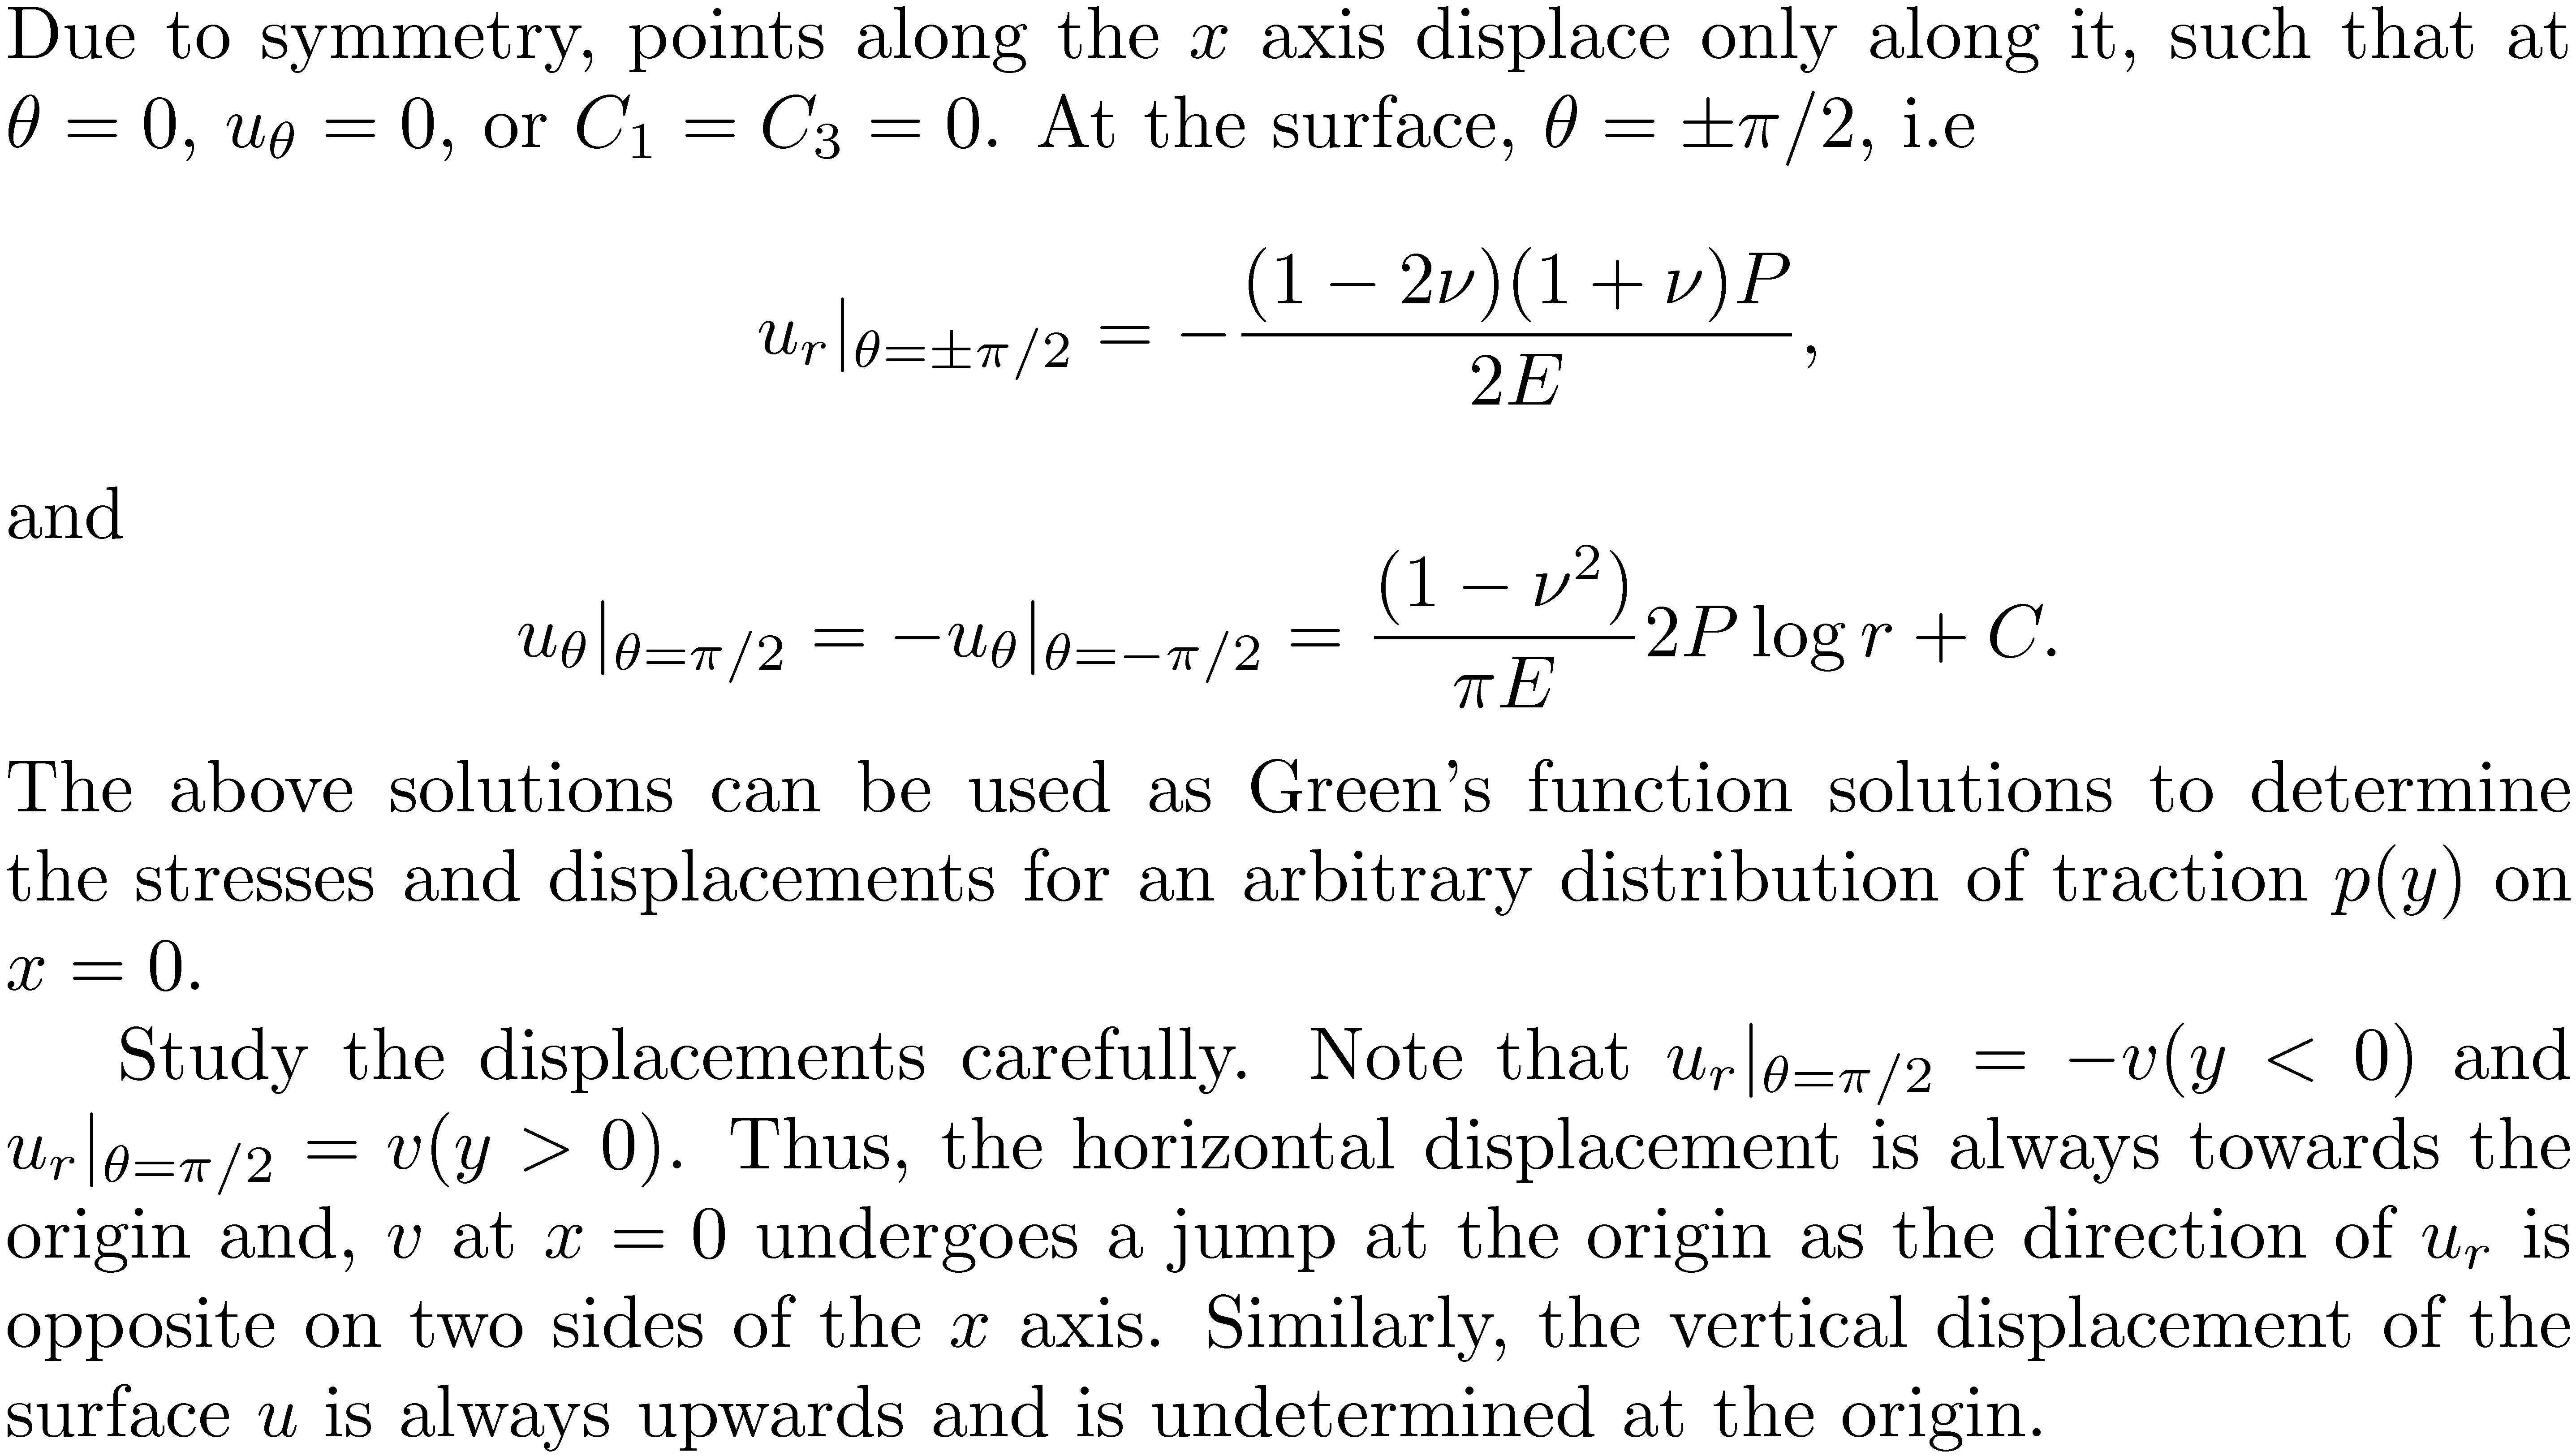 Due to symmetry, points along the x axis displace only along it, such that at
θ = 0, u_θ = 0, or C_1 = C_3 = 0. At the surface, θ = ±π/2, i.e
u_r|_{θ=±π/2} = −\frac{(1 − 2ν)(1 + ν)P}{2E},
and
u_θ|_{θ=π/2} = −u_θ|_{θ=−π/2} = \frac{(1 − ν^2)}{πE} 2P log r + C.
The above solutions can be used as Green's function solutions to determine
the stresses and displacements for an arbitrary distribution of traction p(y) on
x = 0.
Study the displacements carefully. Note that u_r|_{θ=π/2} = −v(y < 0) and
u_r|_{θ=π/2} = v(y > 0). Thus, the horizontal displacement is always towards the
origin and, v at x = 0 undergoes a jump at the origin as the direction of u_r is
opposite on two sides of the x axis. Similarly, the vertical displacement of the
surface u is always upwards and is undetermined at the origin.